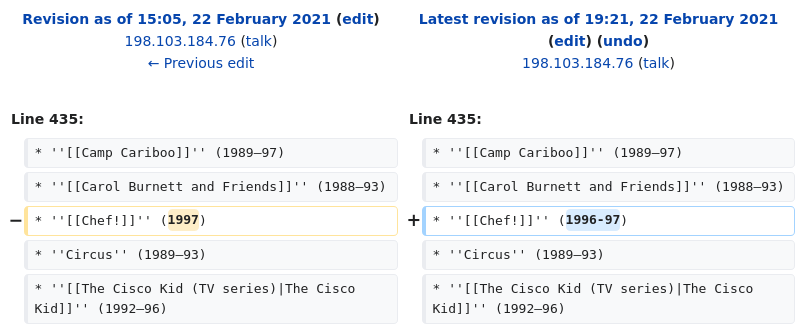 Revision as of 15:05, 22 February 2021 (edit)
198.103.184.76 (talk)
← Previous edit
Latest revision as of 19:21, 22 February 2021
(edit) (undo)
198.103.184.76 (talk)
Line 435:
* ''[[Camp Cariboo]]'' (1989–97)
* ''[[Carol Burnett and Friends]]'' (1988–93)
− * ''[[Chef!]]'' (1997)
* ''Circus'' (1989–93)
* ''[[The Cisco Kid (TV series)|The Cisco
Kid]]'' (1992–96)
Line 435:
* ''[[Camp Cariboo]]'' (1989–97)
* ''[[Carol Burnett and Friends]]'' (1988–93)
+ * ''[[Chef!]]'' (1996-97)
* ''Circus'' (1989–93)
* ''[[The Cisco Kid (TV series)|The Cisco
Kid]]'' (1992–96)